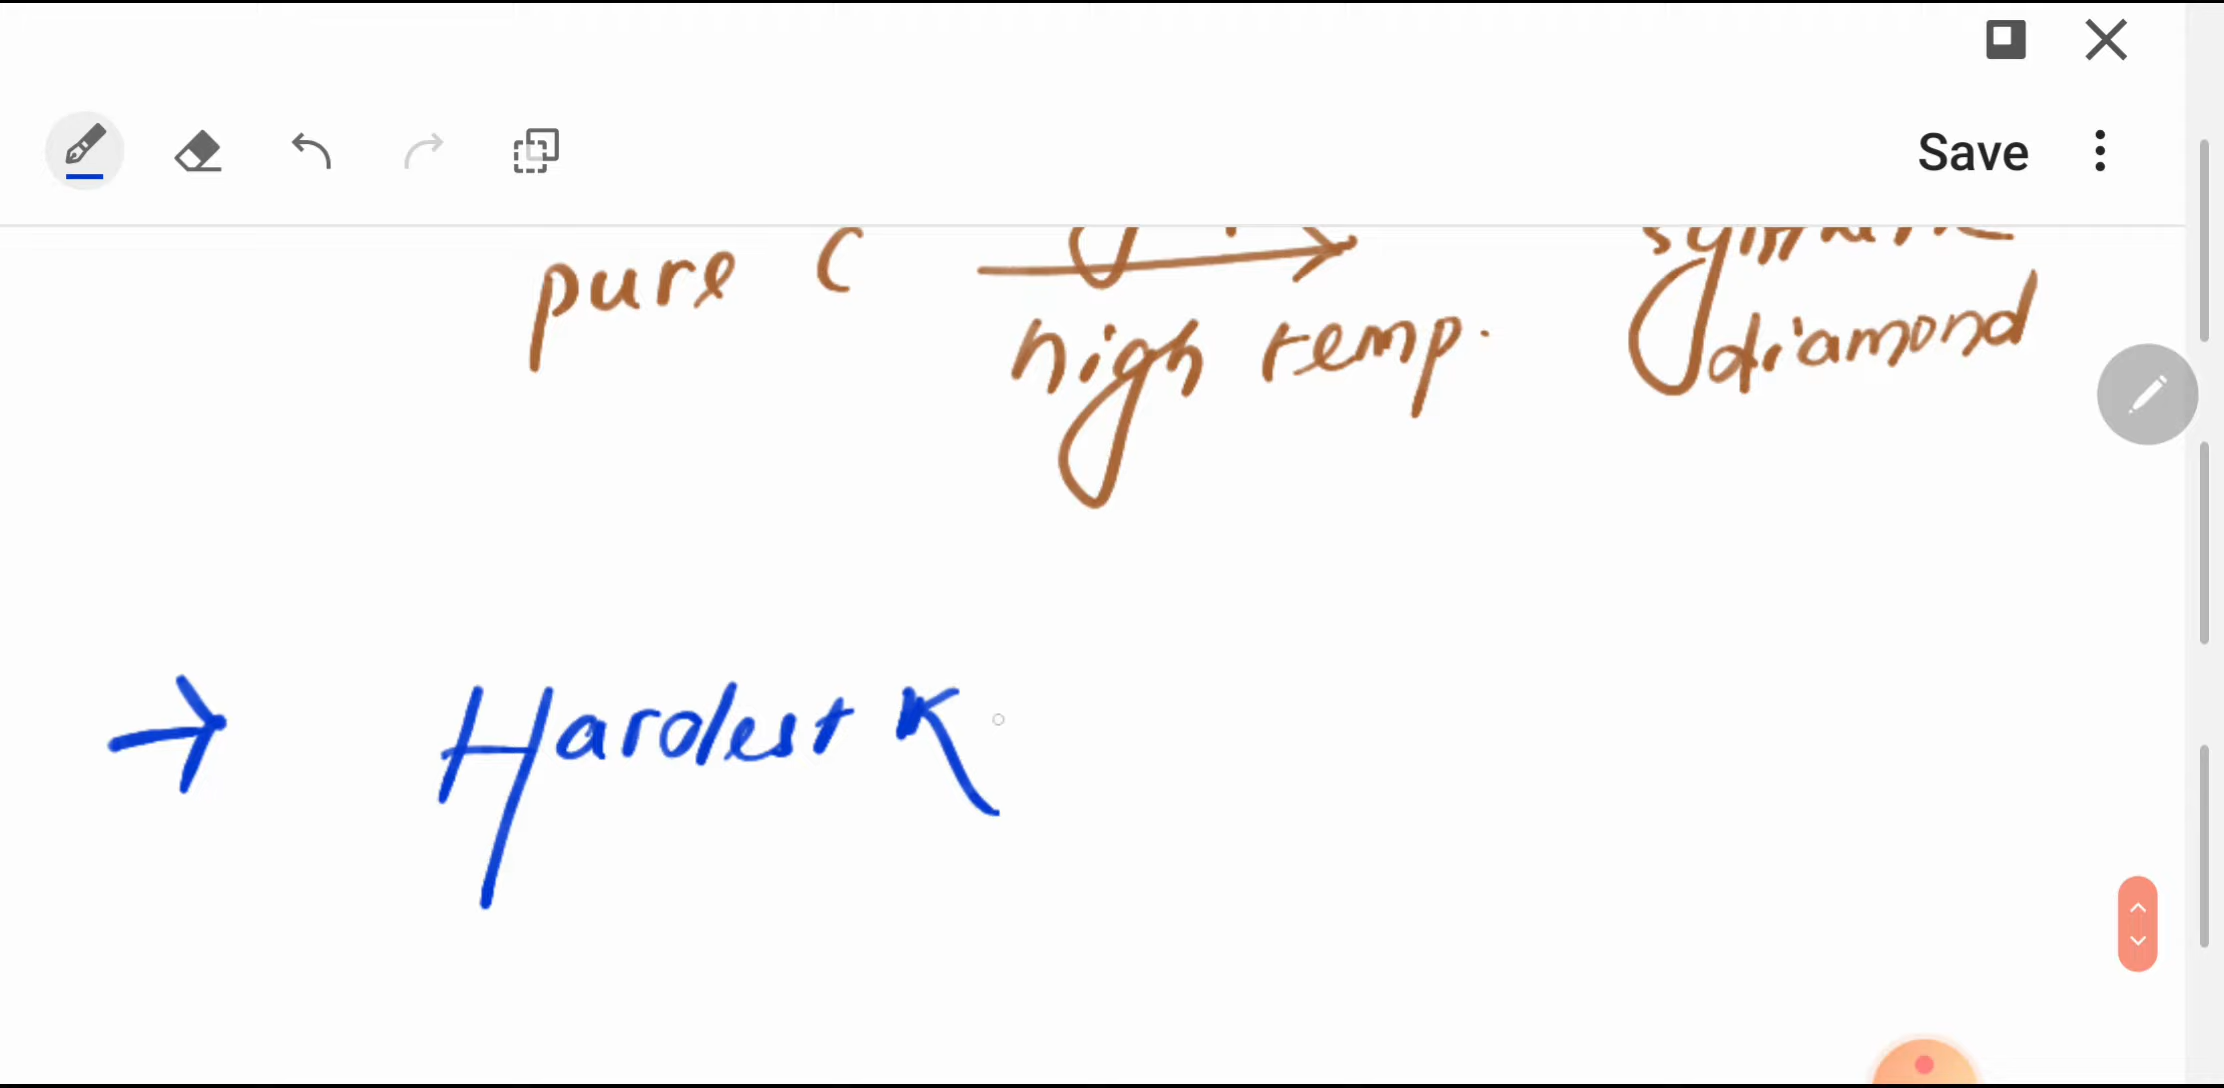 Save
pure C
high temp.
diamond
→ Hardest K